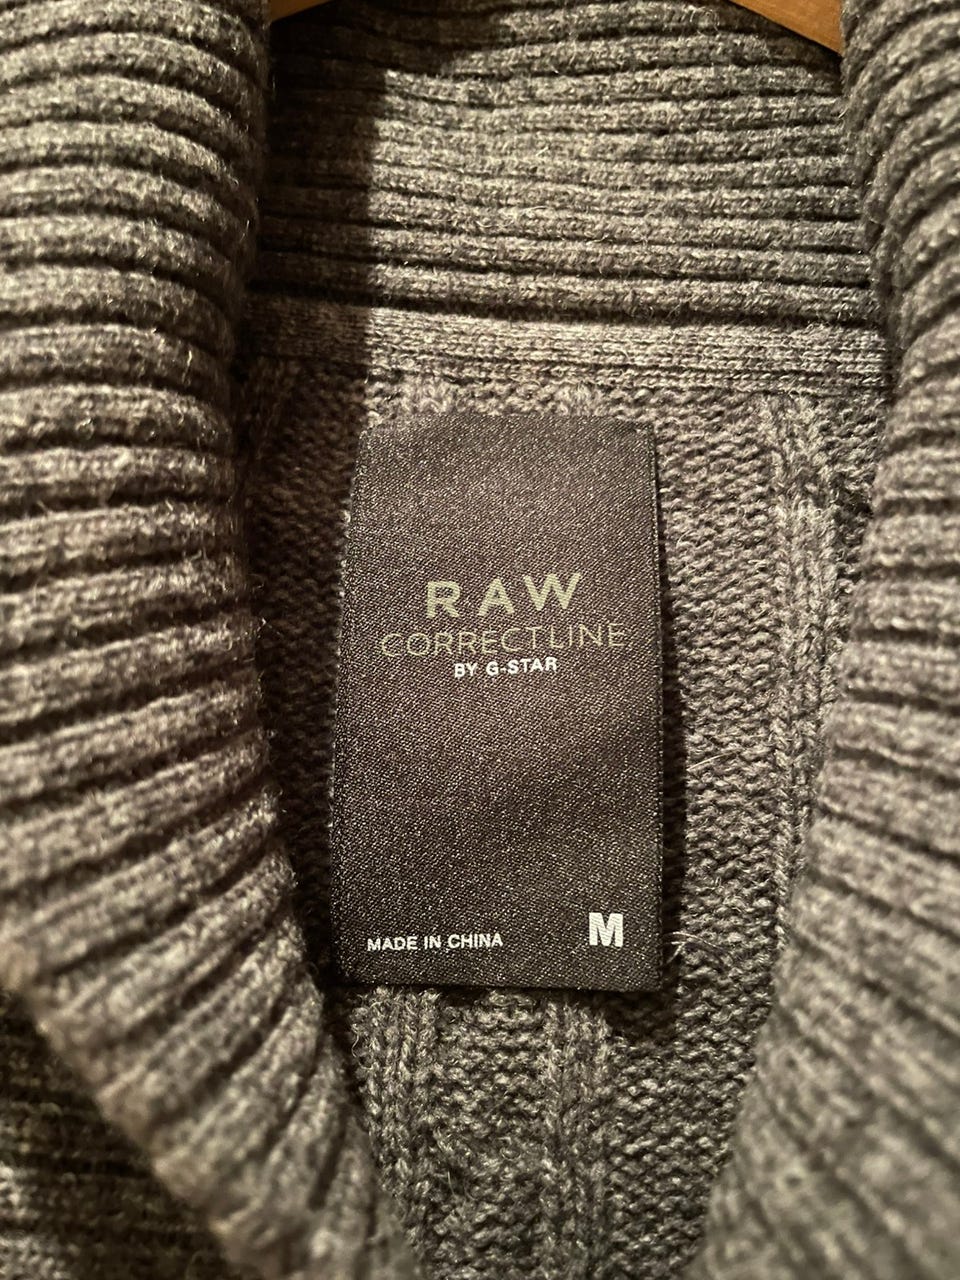 RAW
CORRECTLINE
BY G-STAR
MADE IN CHINA
M